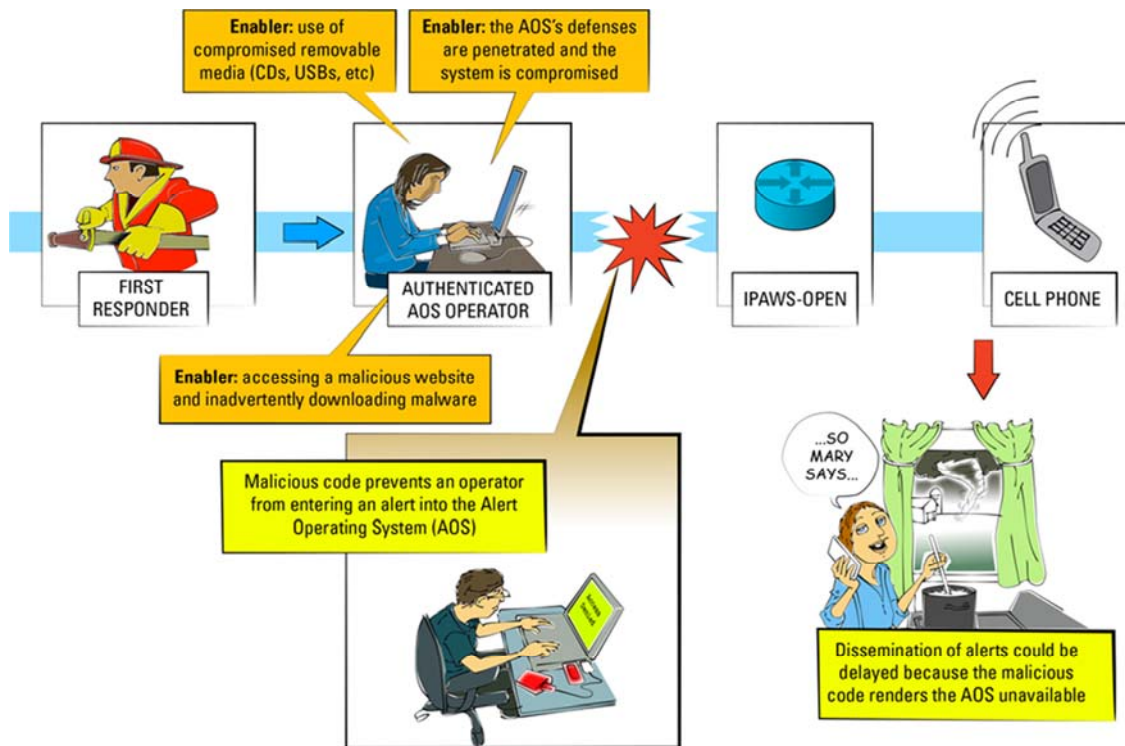 Enabler: use of
compromised removable
media (CDs, USBs, etc)
Enabler: the AOS's defenses
are penetrated and the
system is compromised
FIRST
RESPONDER
AUTHENTICATED
AOS OPERATOR
IPAWS-OPEN
CELL PHONE
Enabler: accessing a malicious website
and inadvertently downloading malware
Malicious code prevents an operator
from entering an alert into the Alert
Operating System (AOS)
Access
Denied
...SO
MARY
SAYS...
Dissemination of alerts could be
delayed because the malicious
code renders the AOS unavailable